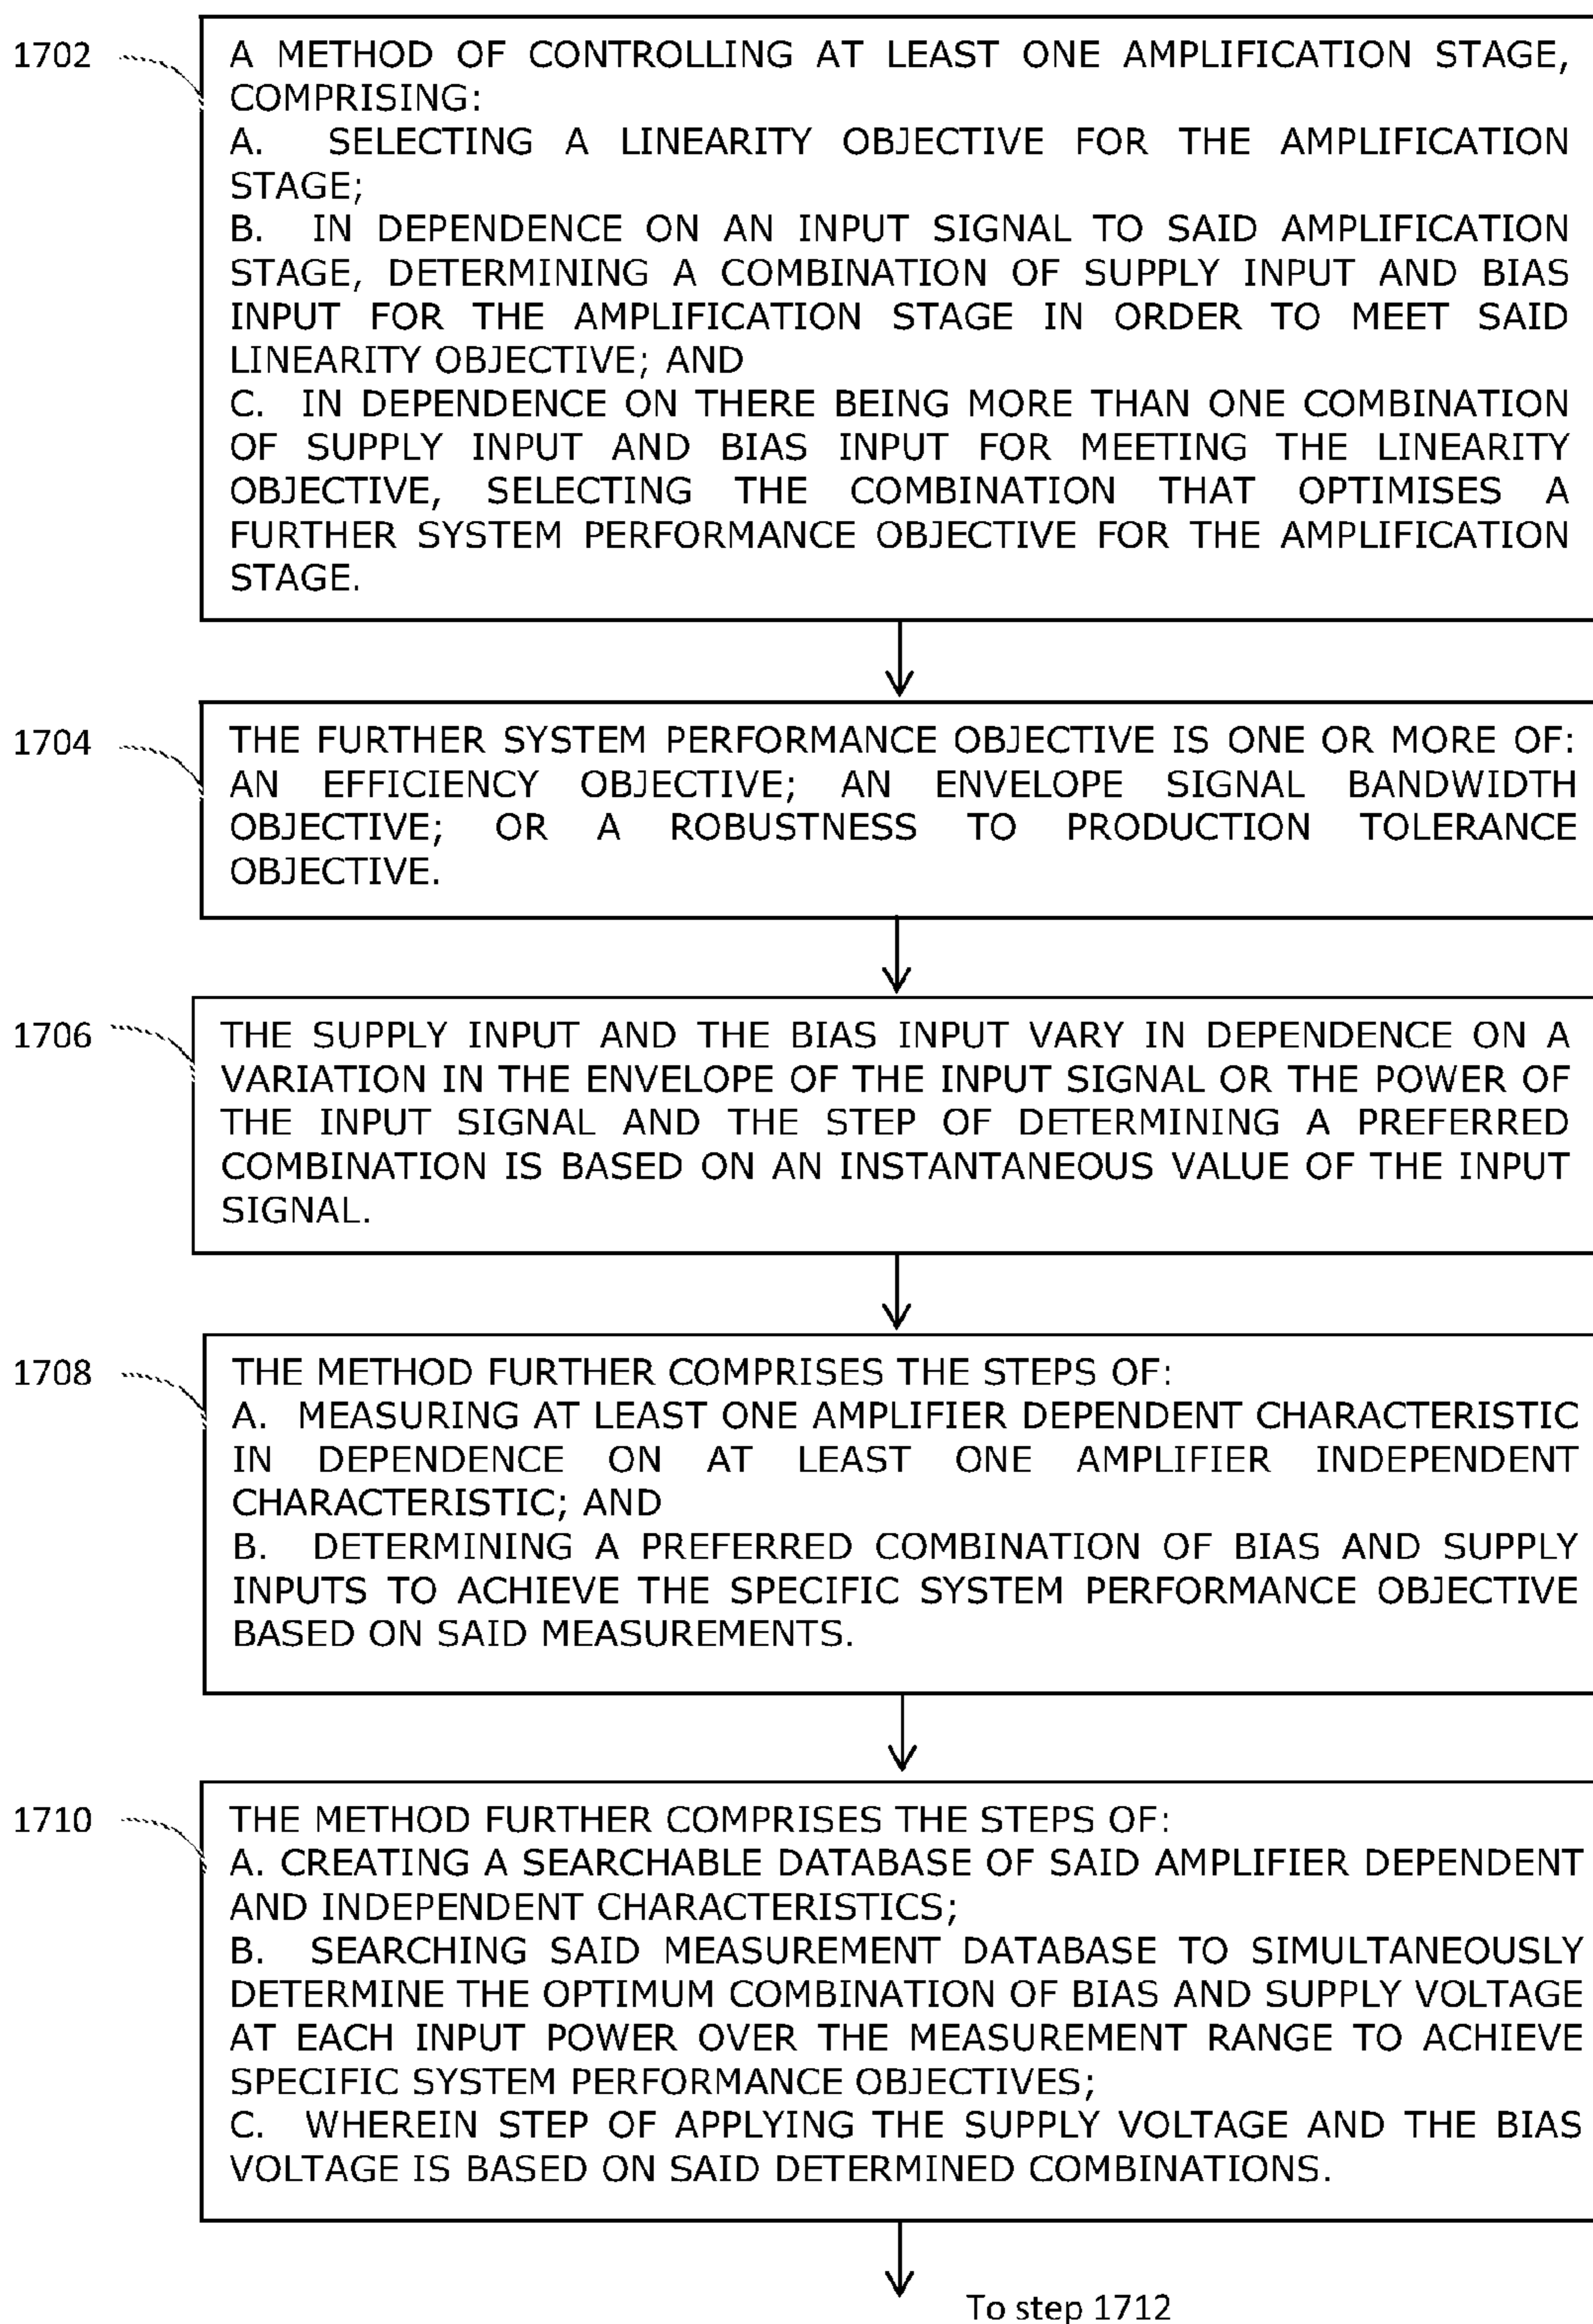 1702
A METHOD OF CONTROLLING AT LEAST ONE AMPLIFICATION STAGE,
COMPRISING:
A. SELECTING A LINEARITY OBJECTIVE FOR THE AMPLIFICATION
STAGE;
B. IN DEPENDENCE ON AN INPUT SIGNAL TO SAID AMPLIFICATION
STAGE, DETERMINING A COMBINATION OF SUPPLY INPUT AND BIAS
INPUT FOR THE AMPLIFICATION STAGE IN ORDER TO MEET SAID
LINEARITY OBJECTIVE; AND
C. IN DEPENDENCE ON THERE BEING MORE THAN ONE COMBINATION
OF SUPPLY INPUT AND BIAS INPUT FOR MEETING THE LINEARITY
OBJECTIVE, SELECTING THE COMBINATION THAT OPTIMISES A
FURTHER SYSTEM PERFORMANCE OBJECTIVE FOR THE AMPLIFICATION
STAGE.
1704
THE FURTHER SYSTEM PERFORMANCE OBJECTIVE IS ONE OR MORE OF:
AN EFFICIENCY OBJECTIVE; AN ENVELOPE SIGNAL BANDWIDTH
OBJECTIVE; OR A ROBUSTNESS TO PRODUCTION TOLERANCE
OBJECTIVE.
1706
THE SUPPLY INPUT AND THE BIAS INPUT VARY IN DEPENDENCE ON A
VARIATION IN THE ENVELOPE OF THE INPUT SIGNAL OR THE POWER OF
THE INPUT SIGNAL AND THE STEP OF DETERMINING A PREFERRED
COMBINATION IS BASED ON AN INSTANTANEOUS VALUE OF THE INPUT
SIGNAL.
1708
THE METHOD FURTHER COMPRISES THE STEPS OF:
A. MEASURING AT LEAST ONE AMPLIFIER DEPENDENT CHARACTERISTIC
IN DEPENDENCE ON AT LEAST ONE AMPLIFIER INDEPENDENT
CHARACTERISTIC; AND
B. DETERMINING A PREFERRED COMBINATION OF BIAS AND SUPPLY
INPUTS TO ACHIEVE THE SPECIFIC SYSTEM PERFORMANCE OBJECTIVE
BASED ON SAID MEASUREMENTS.
1710
THE METHOD FURTHER COMPRISES THE STEPS OF:
A. CREATING A SEARCHABLE DATABASE OF SAID AMPLIFIER DEPENDENT
AND INDEPENDENT CHARACTERISTICS;
B. SEARCHING SAID MEASUREMENT DATABASE TO SIMULTANEOUSLY
DETERMINE THE OPTIMUM COMBINATION OF BIAS AND SUPPLY VOLTAGE
AT EACH INPUT POWER OVER THE MEASUREMENT RANGE TO ACHIEVE
SPECIFIC SYSTEM PERFORMANCE OBJECTIVES;
C. WHEREIN STEP OF APPLYING THE SUPPLY VOLTAGE AND THE BIAS
VOLTAGE IS BASED ON SAID DETERMINED COMBINATIONS.
To step 1712